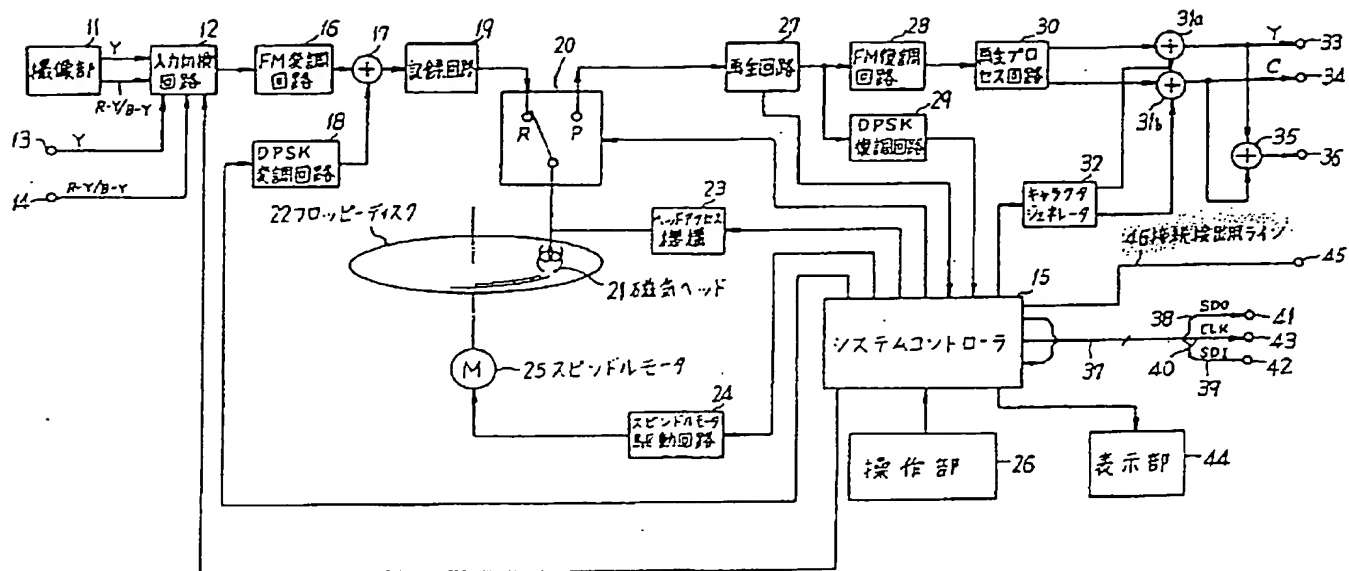 11
撮像部
Y
R-Y/B-Y
12
入力切換
回路
13
Y
14
R-Y/B-Y
16
FM変調
回路
17
18
DPSK
変調回路
19
記録回路
20
R
P
22フロッピーディスク
21磁気ヘッド
23
ヘッドアクセス
機構
M
25スピンドルモータ
24
スピンドルモータ
駆動回路
27
再生回路
28
FM復調
回路
29
DPSK
復調回路
30
再生プロ
セス回路
31a
31b
Y
33
C
34
35
36
32
キャラクタ
ジェネレータ
46接続検出用ライン
45
15
システムコントローラ
37
38
SDO
41
CLK
43
40
SDI
42
39
操作部
26
表示部
44